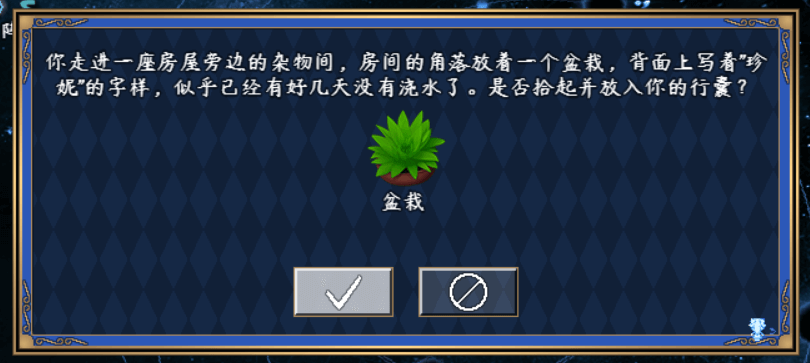 你走进一座房屋旁边的杂物间，房间的角落放着一个盆栽，背面上写着"珍
妮"的字样，似乎已经有好几天没有浇水了。是否拾起并放入你的行囊？
盆栽